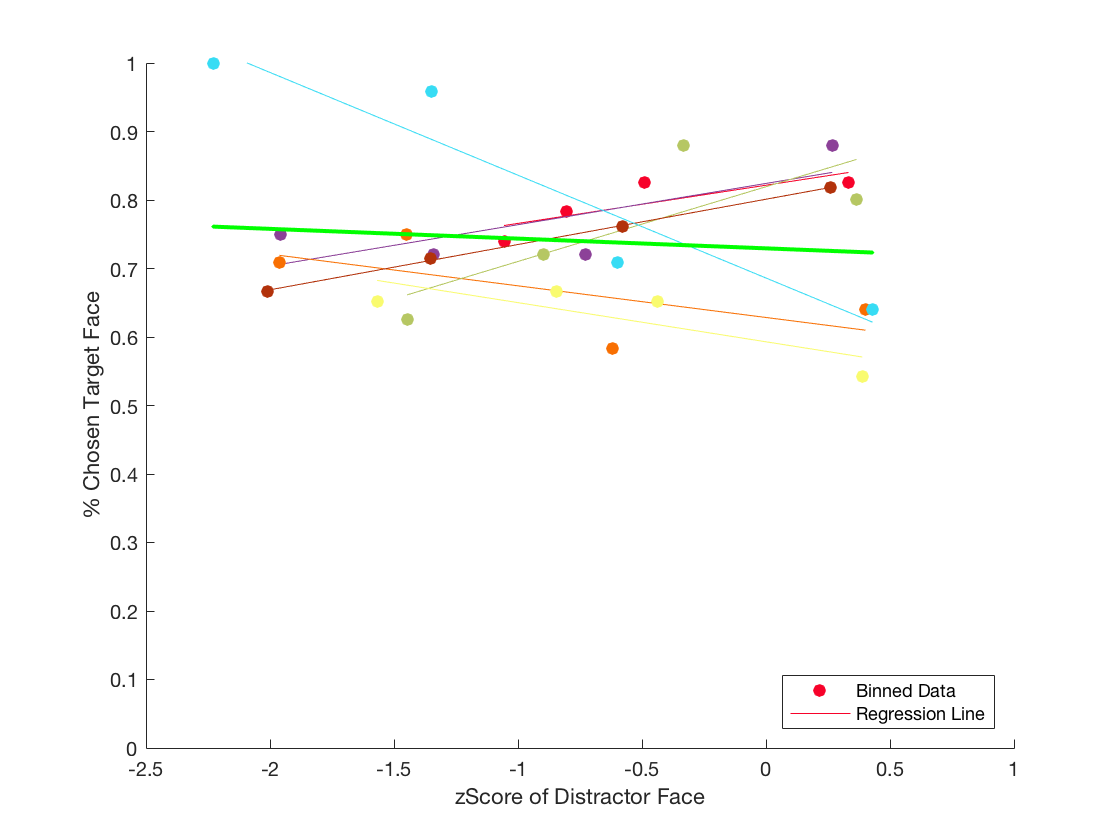 1
0.9
0.8
0.7
0.6
0.5
0.4
0.3
0.2
0.1
0
% Chosen Target Face
Binned Data
Regression Line
-2.5 -2 -1.5 -1 -0.5 0 0.5 1
zScore of Distractor Face